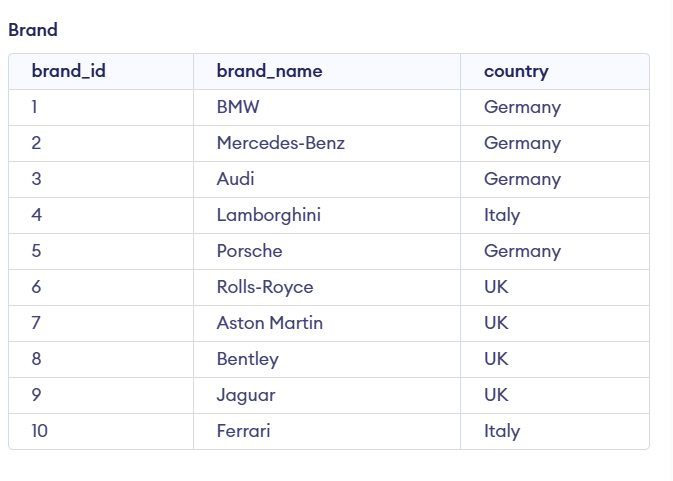 Brand
brand_id brand_name country
1 BMW Germany
2 Mercedes-Benz Germany
3 Audi Germany
4 Lamborghini Italy
5 Porsche Germany
6 Rolls-Royce UK
7 Aston Martin UK
8 Bentley UK
9 Jaguar UK
10 Ferrari Italy